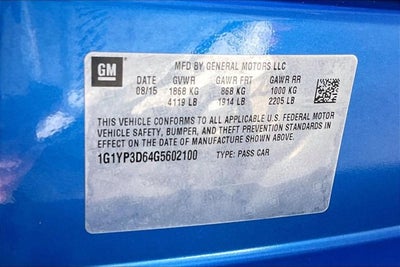 GM
MFD BY GENERAL MOTORS LLC
DATE GVWR GAWR FRT GAWR RR
08/15 1868 KG 868 KG 1000 KG
4119 LB 1914 LB 2205 LB
THIS VEHICLE CONFORMS TO ALL APPLICABLE U.S. FEDERAL MOTOR
VEHICLE SAFETY, BUMPER, AND THEFT PREVENTION STANDARDS IN
EFFECT ON THE DATE OF MANUFACTURE SHOWN ABOVE.
1G1YP3D64G5602100 TYPE: PASS CAR